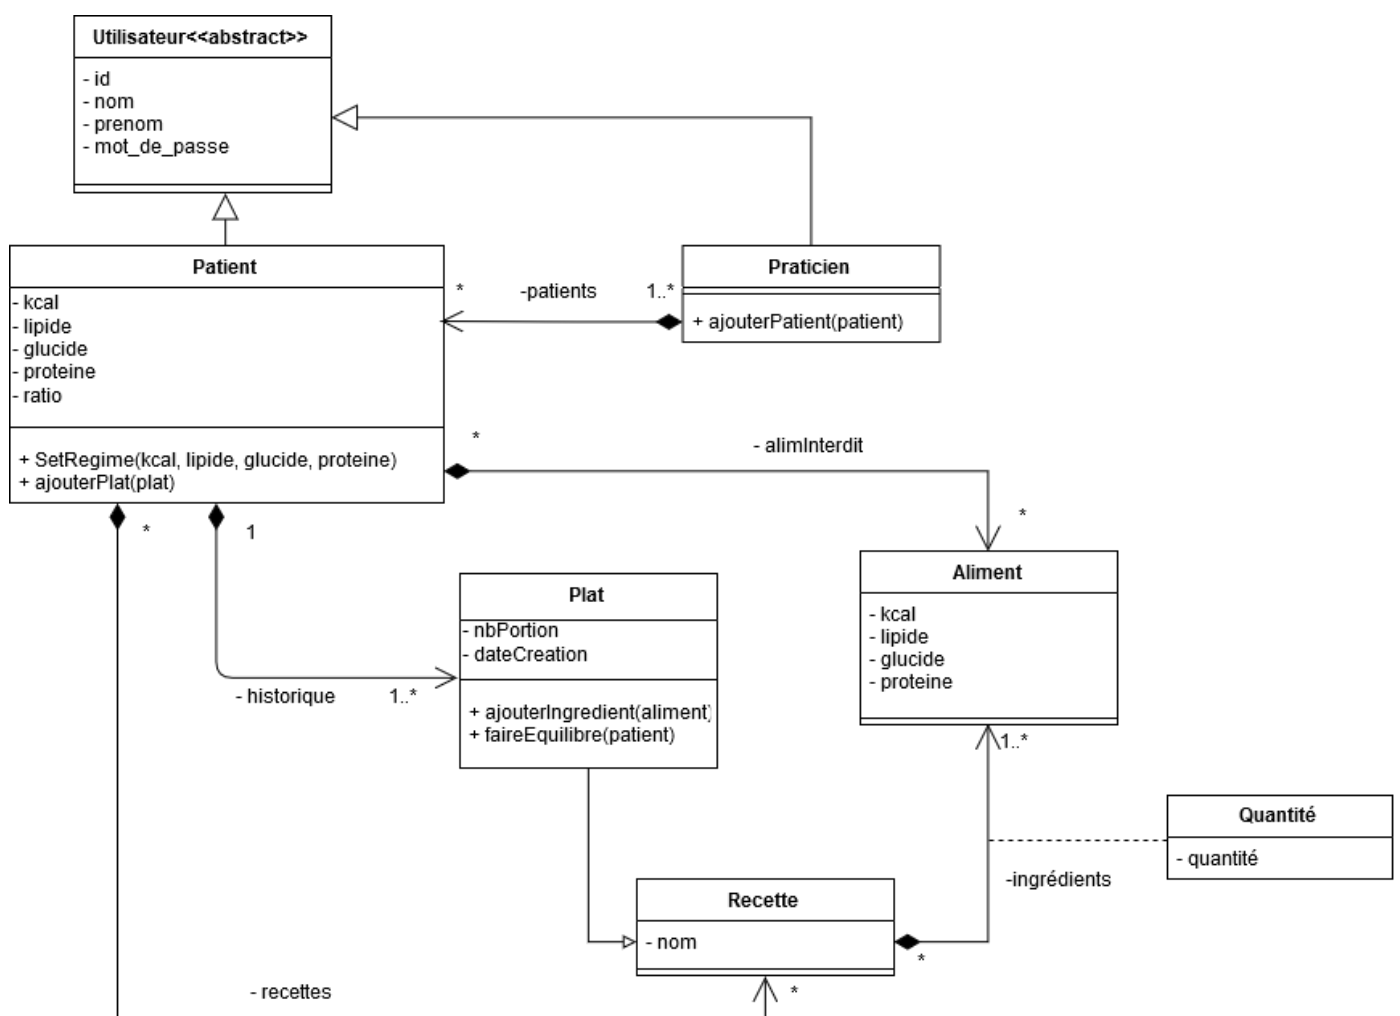 Utilisateur<<abstract>>
- id
- nom
- prenom
- mot_de_passe
Patient
- kcal
- lipide
- glucide
- proteine
- ratio
+ SetRegime(kcal, lipide, glucide, proteine)
+ ajouterPlat(plat)
*
-patients
1..*
Praticien
+ ajouterPatient(patient)
*
- alimInterdit
*
*
1
- historique
1..*
Plat
- nbPortion
- dateCreation
+ ajouterIngredient(aliment)
+ faireEquilibre(patient)
Aliment
- kcal
- lipide
- glucide
- proteine
1..*
Quantité
- quantité
-ingrédients
Recette
- nom
*
- recettes
*